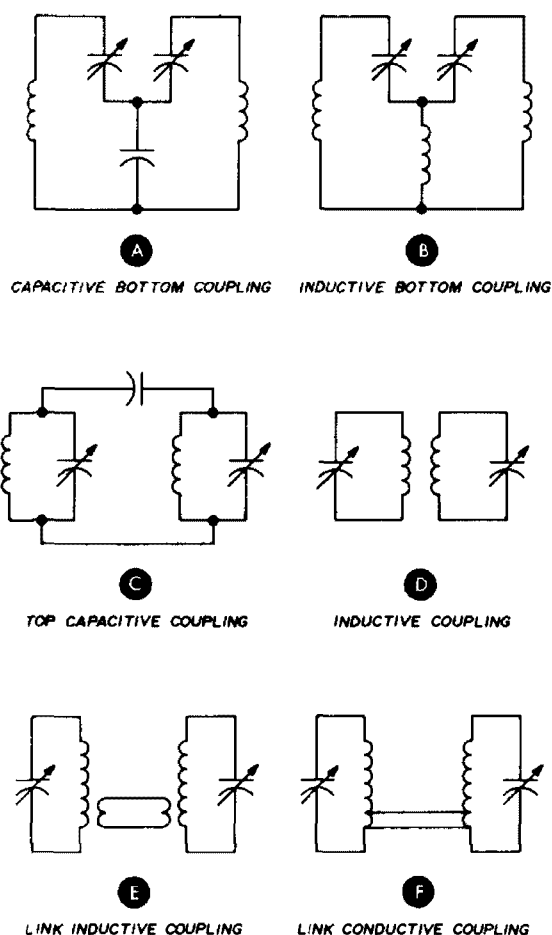 A
B
CAPACITIVE BOTTOM COUPLING
INDUCTIVE BOTTOM COUPLING
C
D
TOP CAPACITIVE COUPLING
INDUCTIVE COUPLING
E
F
LINK INDUCTIVE COUPLING
LINK CONDUCTIVE COUPLING